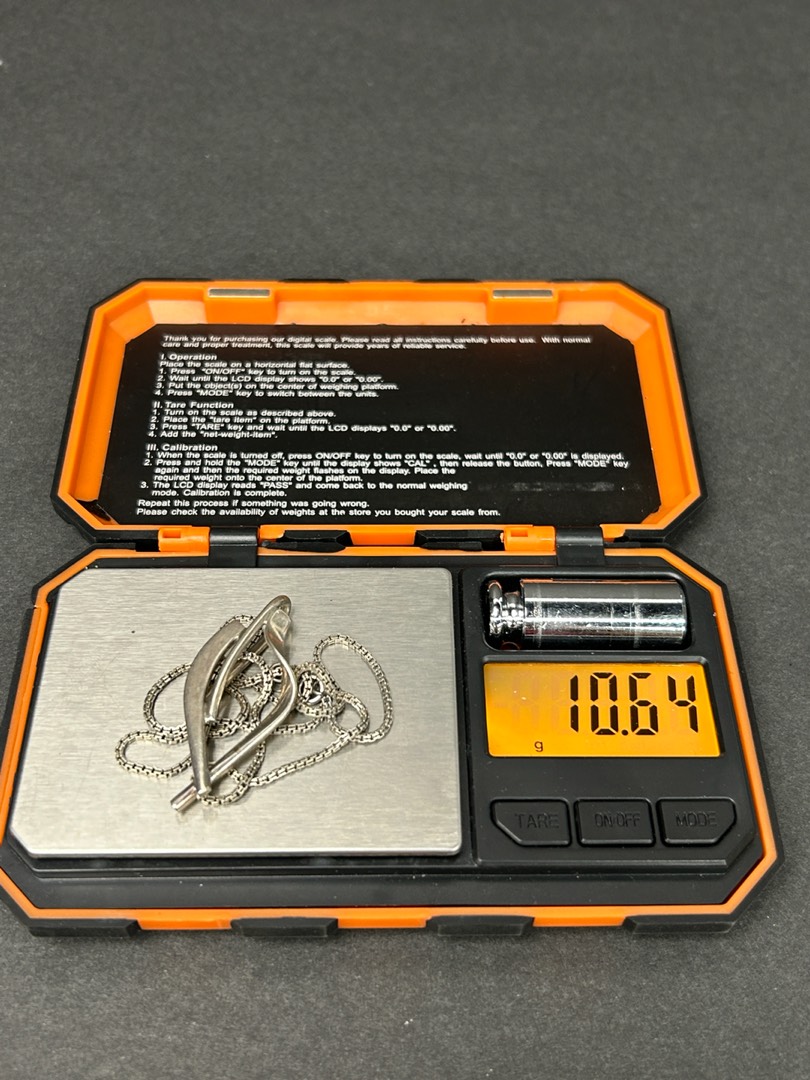 Thank you for purchasing our digital scale. Please read all instructions carefully before use. With normal
care and proper treatment, this scale will provide years of reliable service.
I. Operation
Place the scale on a horizontal flat surface.
1. Press "ON/OFF" key to turn on the scale.
2. Wait until the LCD display shows "0.0" or "0.00".
3. Put the object(s) on the center of weighing platform.
4. Press "MODE" key to switch between the units.
II. Tare Function
1. Turn on the scale as described above.
2. Place the "tare item" on the platform.
3. Press "TARE" key and wait until the LCD displays "0.0" or "0.00".
4. Add the "net-weight-item".
III. Calibration
1. When the scale is turned off, press ON/OFF key to turn on the scale, wait until "0.0" or "0.00" is displayed.
2. Press and hold the "MODE" key until the display shows "CAL" , then release the button, Press "MODE" key
again and then the required weight flashes on the display. Place the
required weight onto the center of the platform.
3. The LCD display reads "PASS" and come back to the normal weighing
mode. Calibration is complete.
Repeat this process if something was going wrong.
Please check the availability of weights at the store you bought your scale from.
10.64
g
TARE ON/OFF MODE